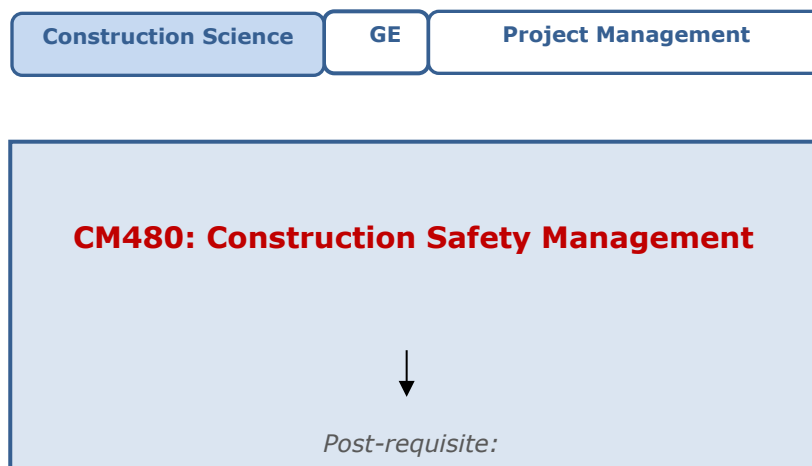 Construction Science GE Project Management
CM480: Construction Safety Management
Post-requisite: